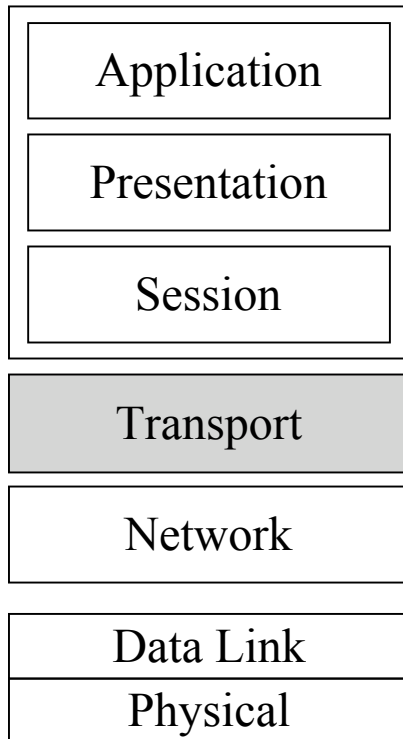 Application
Presentation
Session
Transport
Network
Data Link
Physical